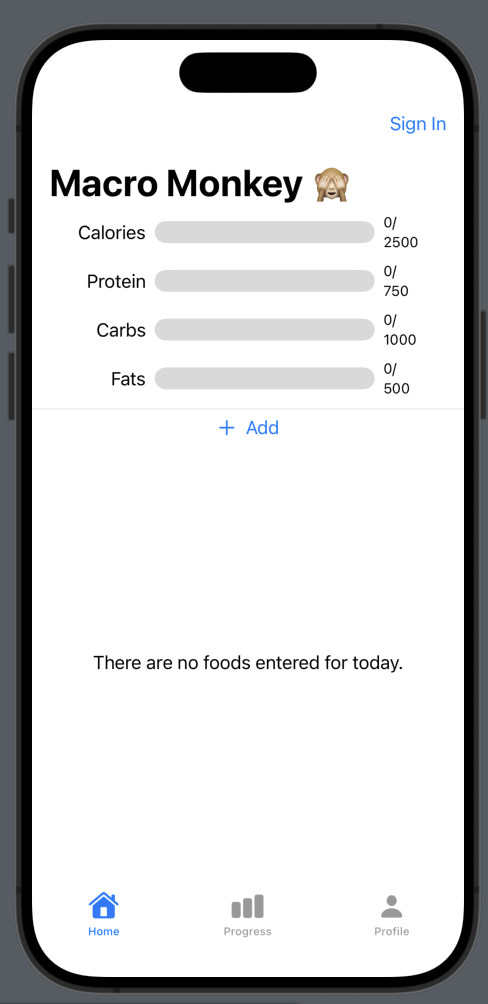 Sign In
Macro Monkey 🙈
Calories 0/
2500
Protein 0/
750
Carbs 0/
1000
Fats 0/
500
+ Add
There are no foods entered for today.
Home Progress Profile